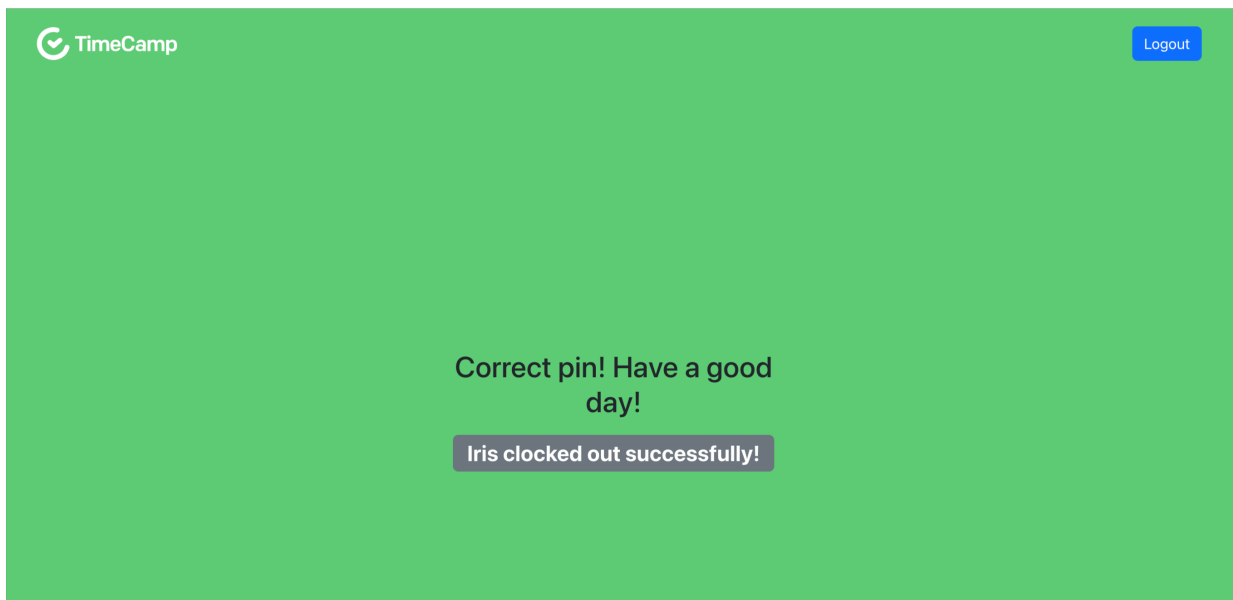 TimeCamp
Logout
Correct pin! Have a good
day!
Iris clocked out successfully!